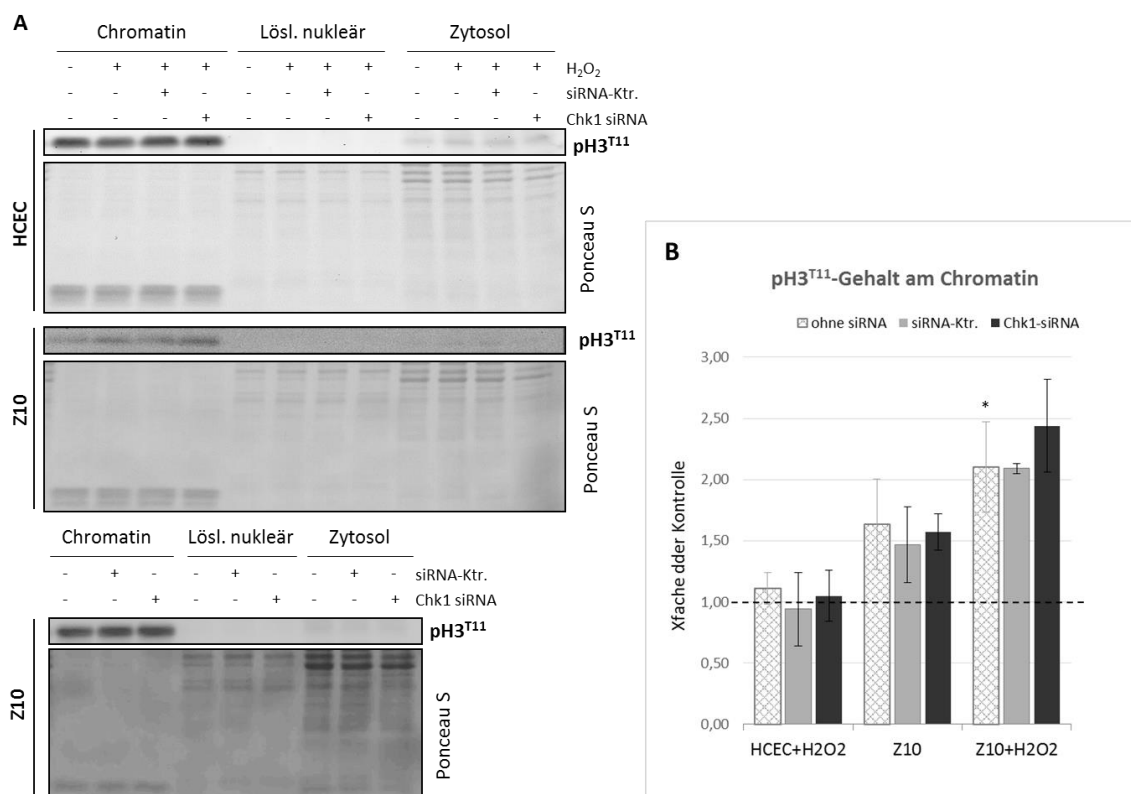 A
Chromatin Lösl. nukleär Zytosol
- + + + - + + + - + + + H₂O₂
- - + - - - + - - - + - siRNA-Ktr.
- - - + - - - + - - - + Chk1 siRNA
pH3ᵀ¹¹
HCEC
Ponceau S
pH3ᵀ¹¹
Z10
Ponceau S
Chromatin Lösl. nukleär Zytosol
- + - - + - - + - siRNA-Ktr.
- - + - - + - - + Chk1 siRNA
pH3ᵀ¹¹
Z10
Ponceau S
B
pH3ᵀ¹¹-Gehalt am Chromatin
ohne siRNA siRNA-Ktr. Chk1-siRNA
Xfache dder Kontrolle
3,00
2,50
2,00
1,50
1,00
0,50
0,00
*
HCEC+H2O2 Z10 Z10+H2O2